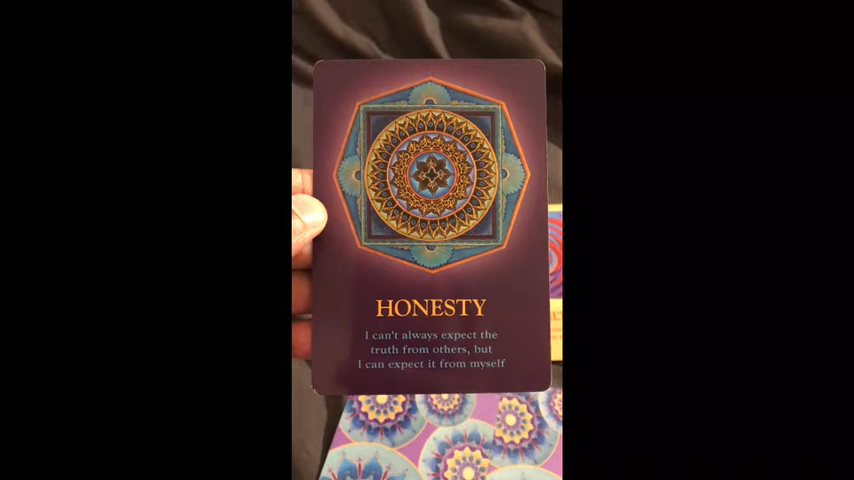 HONESTY
I can't always expect the
truth from others, but
I can expect it from myself